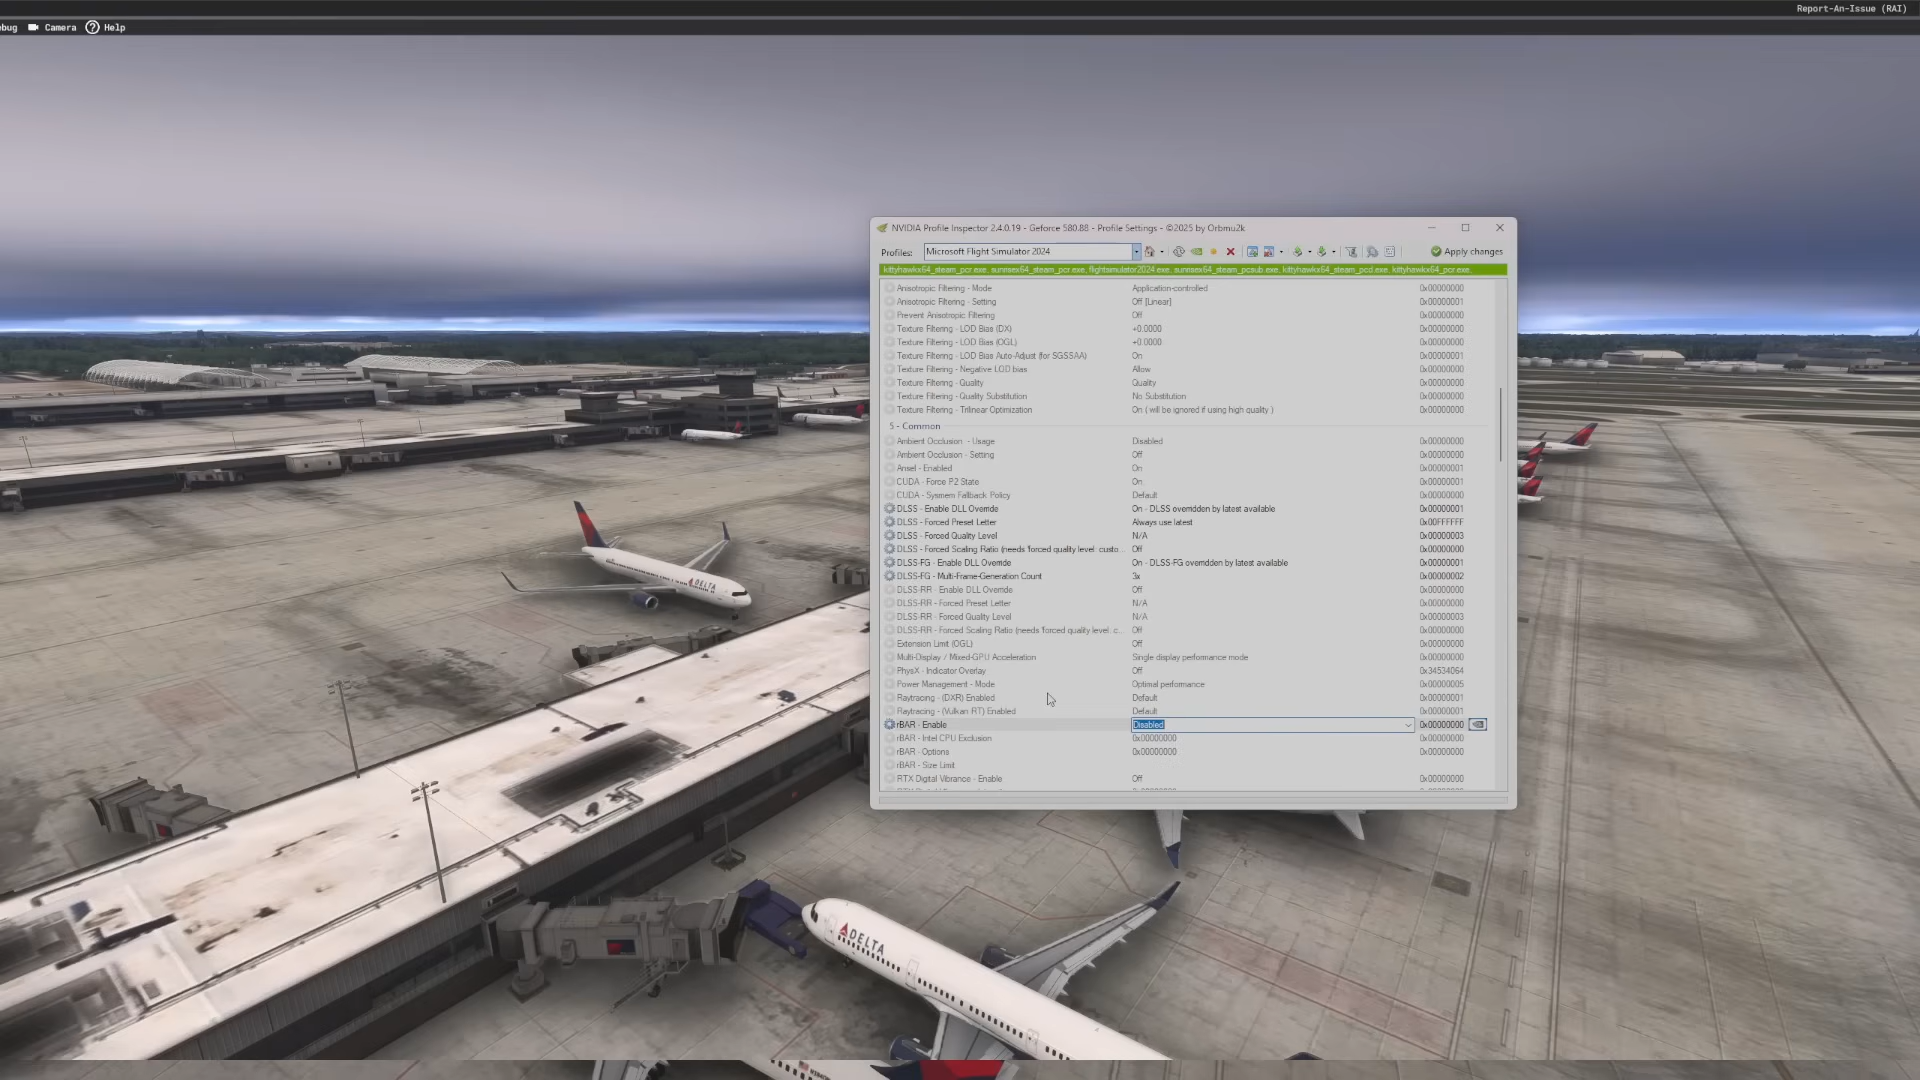 Report-An-Issue (RAI)
ebug Camera ? Help
NVIDIA Profile Inspector 2.4.0.19 - Geforce 580.88 - Profile Settings - ©2025 by Orbmu2k
Profiles: Microsoft Flight Simulator 2024 Apply changes
kittyhawkx64_steam_pcr.exe, sunrisex64_steam_pcr.exe, flightsimulator2024.exe, sunrisex64_steam_pcsub.exe, kittyhawkx64_steam_pcd.exe, kittyhawkx64_pcr.exe,
Anisotropic Filtering - Mode Application-controlled 0x00000000
Anisotropic Filtering - Setting Off [Linear] 0x00000001
Prevent Anisotropic Filtering Off 0x00000000
Texture Filtering - LOD Bias (DX) +0.0000 0x00000000
Texture Filtering - LOD Bias (OGL) +0.0000 0x00000000
Texture Filtering - LOD Bias Auto-Adjust (for SGSSAA) On 0x00000001
Texture Filtering - Negative LOD bias Allow 0x00000000
Texture Filtering - Quality Quality 0x00000000
Texture Filtering - Quality Substitution No Substitution 0x00000000
Texture Filtering - Trilinear Optimization On ( will be ignored if using high quality ) 0x00000000
5 - Common
Ambient Occlusion - Usage Disabled 0x00000000
Ambient Occlusion - Setting Off 0x00000000
Ansel - Enabled On 0x00000001
CUDA - Force P2 State On 0x00000001
CUDA - Sysmem Fallback Policy Default 0x00000000
DLSS - Enable DLL Override On - DLSS overridden by latest available 0x00000001
DLSS - Forced Preset Letter Always use latest 0x00FFFFFF
DLSS - Forced Quality Level N/A 0x00000003
DLSS - Forced Scaling Ratio (needs 'forced quality level: custo... Off 0x00000000
DLSS-FG - Enable DLL Override On - DLSS-FG overridden by latest available 0x00000001
DLSS-FG - Multi-Frame-Generation Count 3x 0x00000002
DLSS-RR - Enable DLL Override Off 0x00000000
DLSS-RR - Forced Preset Letter N/A 0x00000000
DLSS-RR - Forced Quality Level N/A 0x00000003
DLSS-RR - Forced Scaling Ratio (needs 'forced quality level: c... Off 0x00000000
Extension Limit (OGL) Off 0x00000000
Multi-Display / Mixed-GPU Acceleration Single display performance mode 0x00000000
PhysX - Indicator Overlay Off 0x34534064
Power Management - Mode Optimal performance 0x00000005
Raytracing - (DXR) Enabled Default 0x00000001
Raytracing - (Vulkan RT) Enabled Default 0x00000001
rBAR - Enable Disabled 0x00000000
rBAR - Intel CPU Exclusion 0x00000000 0x00000000
rBAR - Options 0x00000000 0x00000000
rBAR - Size Limit
RTX Digital Vibrance - Enable Off 0x00000000
DELTA
DELTA